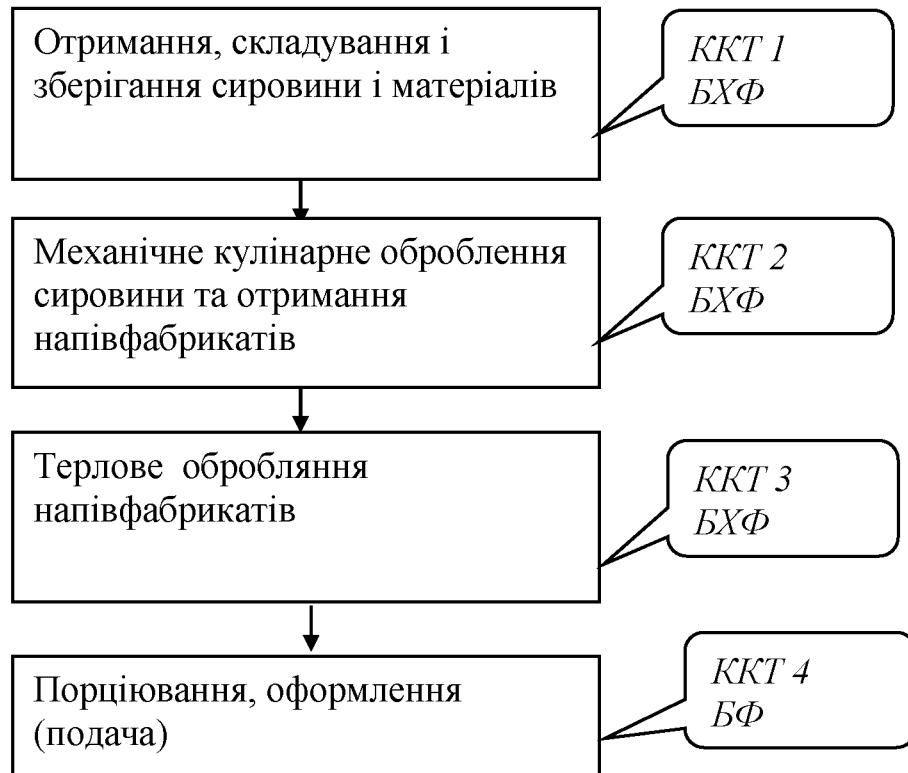 Отримання, складування і
зберігання сировини і матеріалів
ККТ 1
БХФ
Механічне кулінарне оброблення
сировини та отримання
напівфабрикатів
ККТ 2
БХФ
Терлове обробляння
напівфабрикатів
ККТ 3
БХФ
Порціювання, оформлення
(подача)
ККТ 4
БФ